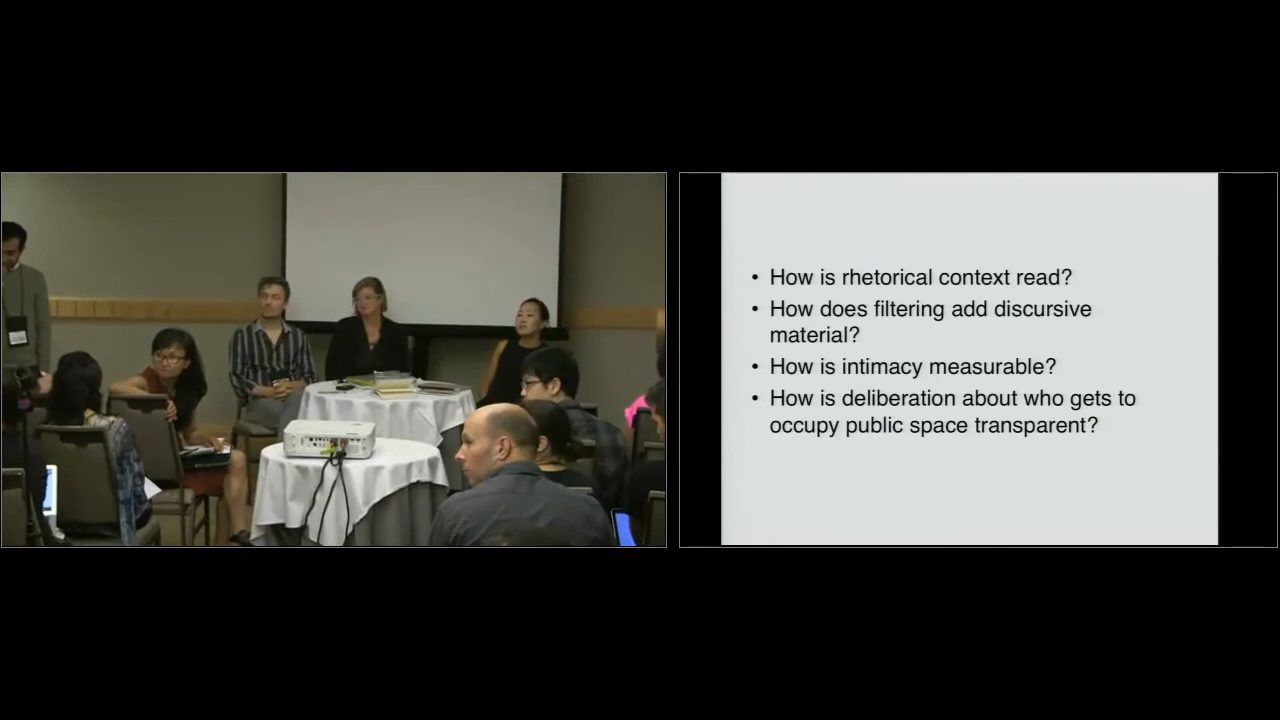 • How is rhetorical context read?
• How does filtering add discursive
material?
• How is intimacy measurable?
• How is deliberation about who gets to
occupy public space transparent?